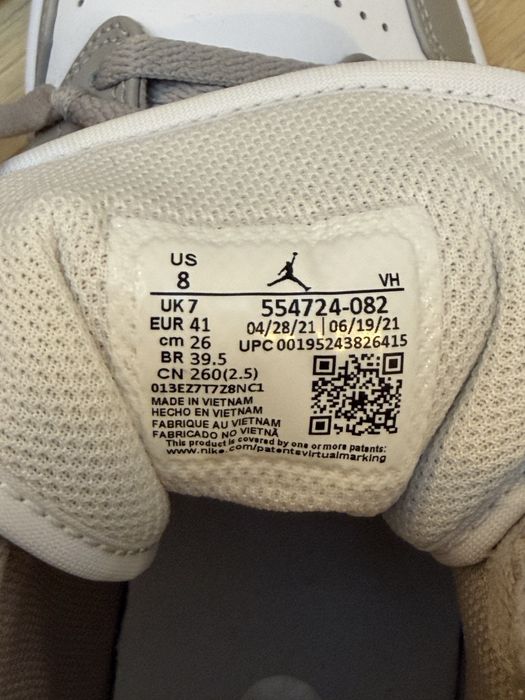 US
8
VH
UK 7
554724-082
EUR 41
04/28/21 | 06/19/21
cm 26
UPC 00195243826415
BR 39.5
CN 260(2.5)
013EZ7T7Z8NC1
MADE IN VIETNAM
HECHO EN VIETNAM
FABRIQUE AU VIETNAM
FABRICADO NO VIETNÃ
This product is covered by one or more patents:
www.nike.com/patentsvirtualmarking